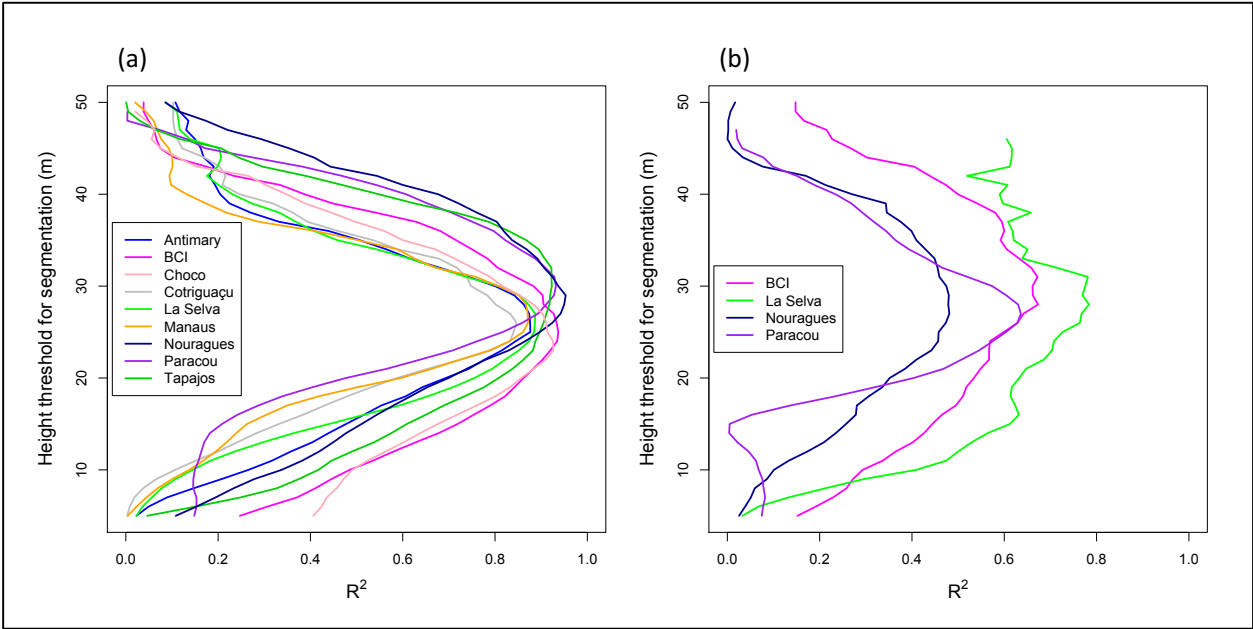 (a)
Height threshold for segmentation (m)
50
40
30
20
10
Antimary
BCI
Choco
Cotriguaçu
La Selva
Manaus
Nouragues
Paracou
Tapajos
0.0 0.2 0.4 0.6 0.8 1.0
R²
(b)
Height threshold for segmentation (m)
50
40
30
20
10
BCI
La Selva
Nouragues
Paracou
0.0 0.2 0.4 0.6 0.8 1.0
R²